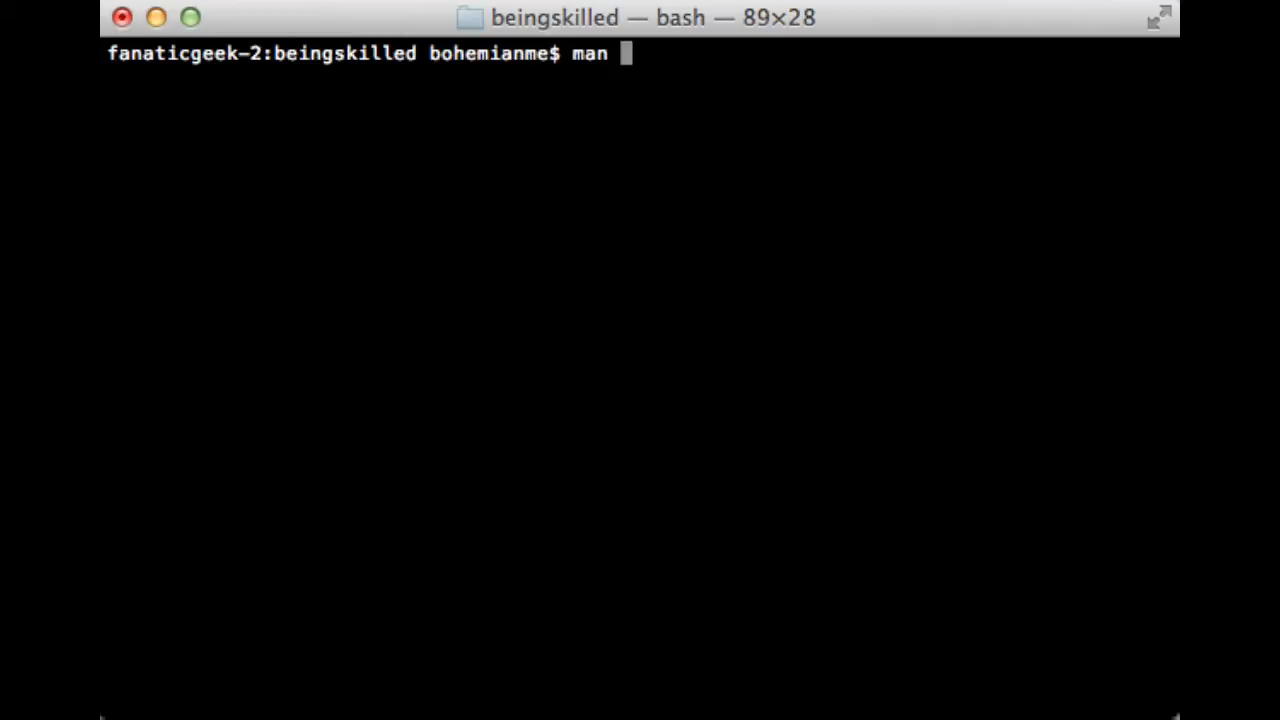 beingskilled — bash — 89×28
fanaticgeek-2:beingskilled bohemianme$ man